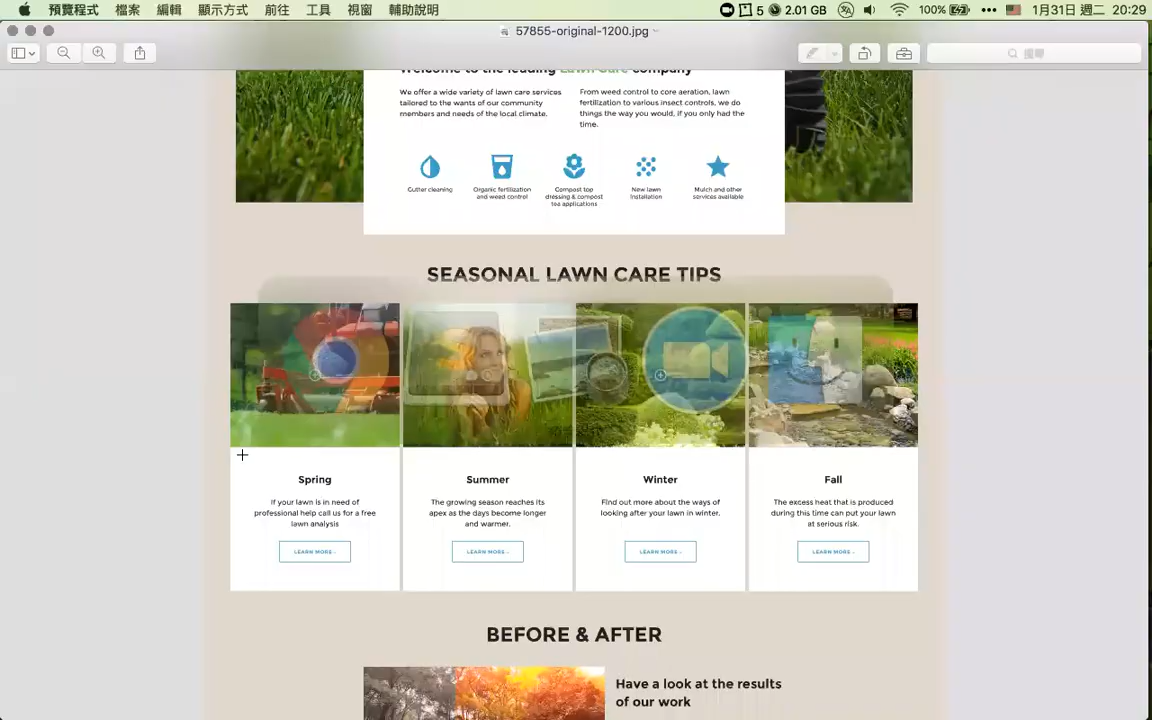 預覽程式 檔案 編輯 顯示方式 前往 工具 視窗 輔助說明 5 2.01 GB 100% 1月31日 週二 20:29
57855-original-1200.jpg
搜尋
Welcome to the leading Lawn Care company
We offer a wide variety of lawn care services
tailored to the wants of our community
members and needs of the local climate.
From weed control to core aeration, lawn
fertilization to various insect controls, we do
things the way you would, if you only had the
time.
Gutter cleaning
Organic fertilization
and weed control
Compost top
dressing & compost
tea applications
New lawn
installation
Mulch and other
services available
SEASONAL LAWN CARE TIPS
Spring
If your lawn is in need of
professional help call us for a free
lawn analysis
LEARN MORE
Summer
The growing season reaches its
apex as the days become longer
and warmer.
LEARN MORE
Winter
Find out more about the ways of
looking after your lawn in winter.
LEARN MORE
Fall
The excess heat that is produced
during this time can put your lawn
at serious risk.
LEARN MORE
BEFORE & AFTER
Have a look at the results
of our work